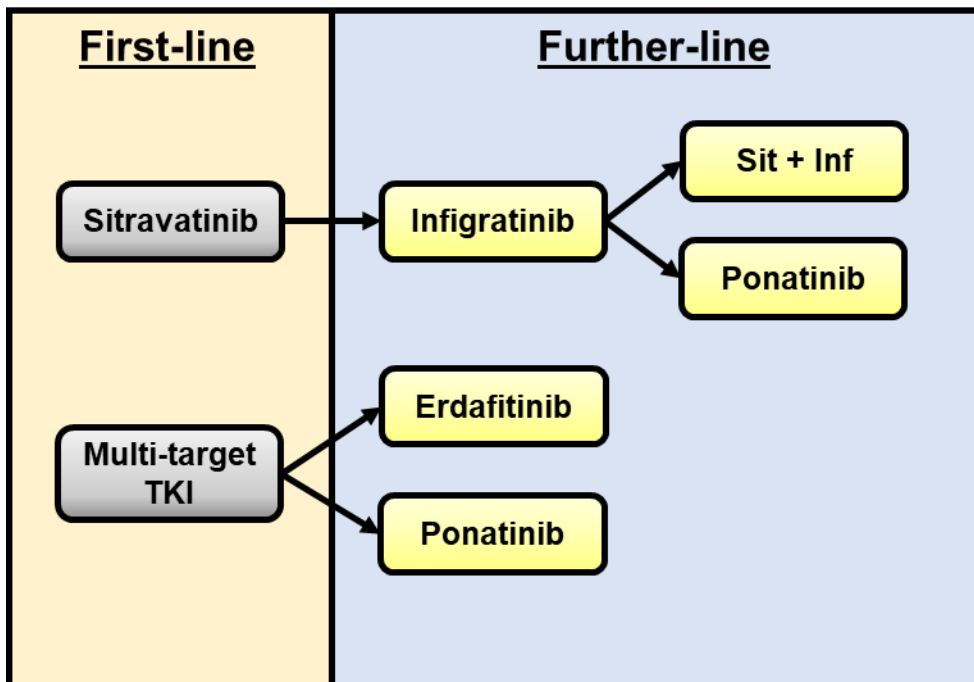 First-line
Further-line
Sitravatinib
Infigratinib
Sit + Inf
Ponatinib
Multi-target
TKI
Erdafitinib
Ponatinib